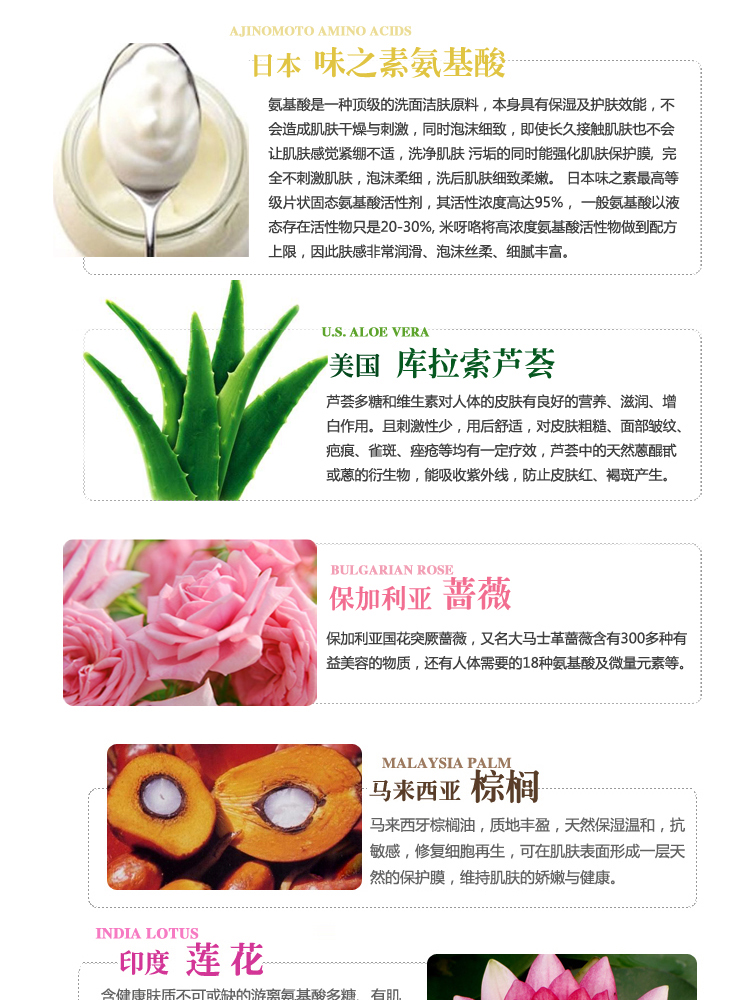 AJINOMOTO AMINO ACIDS
日本 味之素氨基酸
氨基酸是一种顶级的洗面洁肤原料，本身具有保湿及护肤效能，不
会造成肌肤干燥与刺激，同时泡沫细致，即使长久接触肌肤也不会
让肌肤感觉紧绷不适，洗净肌肤 污垢的同时能强化肌肤保护膜, 完
全不刺激肌肤，泡沫柔细，洗后肌肤细致柔嫩。 日本味之素最高等
级片状固态氨基酸活性剂，其活性浓度高达95%， 一般氨基酸以液
态存在活性物只是20-30%, 米呀咯将高浓度氨基酸活性物做到配方
上限，因此肤感非常润滑、泡沫丝柔、细腻丰富。
U.S. ALOE VERA
美国 库拉索芦荟
芦荟多糖和维生素对人体的皮肤有良好的营养、滋润、增
白作用。且刺激性少，用后舒适，对皮肤粗糙、面部皱纹、
疤痕、雀斑、痤疮等均有一定疗效，芦荟中的天然蒽醌甙
或蒽的衍生物，能吸收紫外线，防止皮肤红、褐斑产生。
BULGARIAN ROSE
保加利亚 蔷薇
保加利亚国花突厥蔷薇，又名大马士革蔷薇含有300多种有
益美容的物质，还有人体需要的18种氨基酸及微量元素等。
MALAYSIA PALM
马来西亚 棕榈
马来西牙棕榈油，质地丰盈，天然保湿温和，抗
敏感，修复细胞再生，可在肌肤表面形成一层天
然的保护膜，维持肌肤的娇嫩与健康。
INDIA LOTUS
印度 莲花
含健康肤质不可或缺的游离氨基酸多糖，有肌